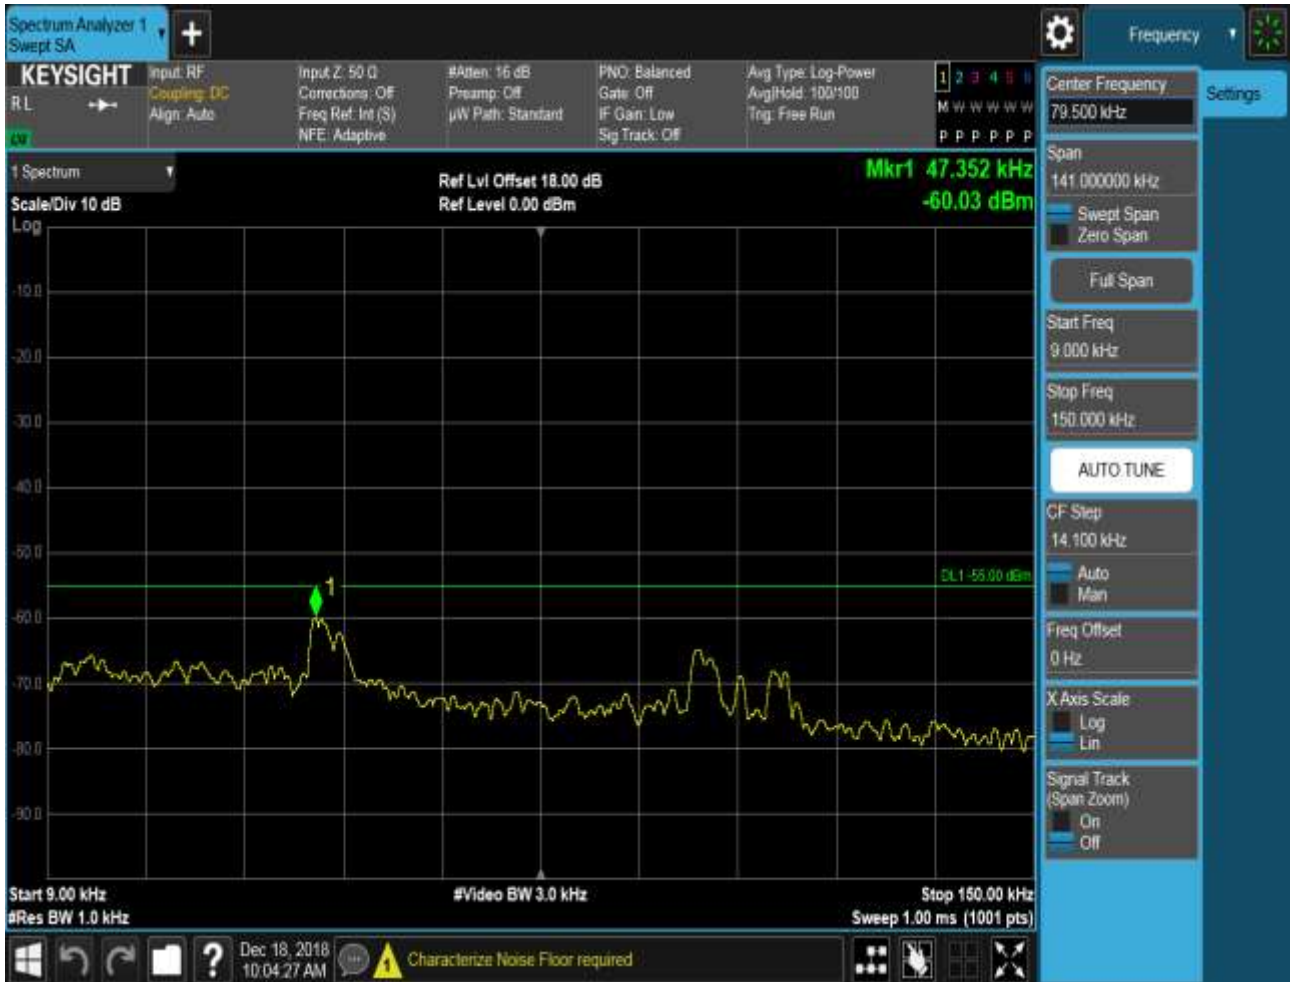 Spectrum Analyzer 1
Swept SA
Frequency
KEYSIGHT
RL
Input: RF
Coupling: DC
Align: Auto
Input Z: 50 Ω
Corrections: Off
Freq Ref: Int (S)
NFE: Adaptive
#Atten: 16 dB
Preamp: Off
µW Path: Standard
PNO: Balanced
Gate: Off
IF Gain: Low
Sig Track: Off
Avg Type: Log-Power
Avg|Hold: 100/100
Trig: Free Run
1 2 3 4 5 6
M W W W W W
P P P P P P
1 Spectrum
Scale/Div 10 dB
Log
Ref Lvl Offset 18.00 dB
Ref Level 0.00 dBm
Mkr1 47.352 kHz
-60.03 dBm
-10.0
-20.0
-30.0
-40.0
-50.0
-60.0
-70.0
-80.0
-90.0
1
DL1 -55.00 dBm
Start 9.00 kHz
#Res BW 1.0 kHz
#Video BW 3.0 kHz
Stop 150.00 kHz
Sweep 1.00 ms (1001 pts)
Center Frequency
79.500 kHz
Settings
Span
141.000000 kHz
Swept Span
Zero Span
Full Span
Start Freq
9.000 kHz
Stop Freq
150.000 kHz
AUTO TUNE
CF Step
14.100 kHz
Auto
Man
Freq Offset
0 Hz
X Axis Scale
Log
Lin
Signal Track
(Span Zoom)
On
Off
?
Dec 18, 2018
10:04:27 AM
1
Characterize Noise Floor required